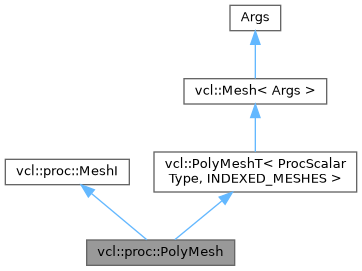 Args
vcl::Mesh< Args >
vcl::proc::MeshI
vcl::PolyMeshT< ProcScalar
Type, INDEXED_MESHES >
vcl::proc::PolyMesh